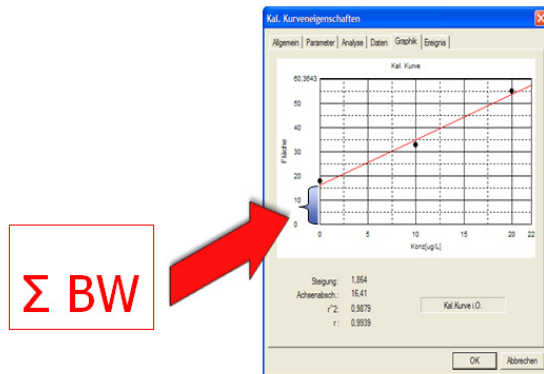 Kal. Kurveneigenschaften
Allgemein Parameter Analyse Daten Graphik Ereignis
Kal. Kurve
60,3643
50
40
30
20
10
0
Fläche
0 5 10 15 20 22
Konz[ug/L]
Σ BW
Steigung: 1,864
Achsenabsch.: 16,41
r^2: 0,9879
r: 0,9939
Kal.Kurve i.O.
OK Abbrechen